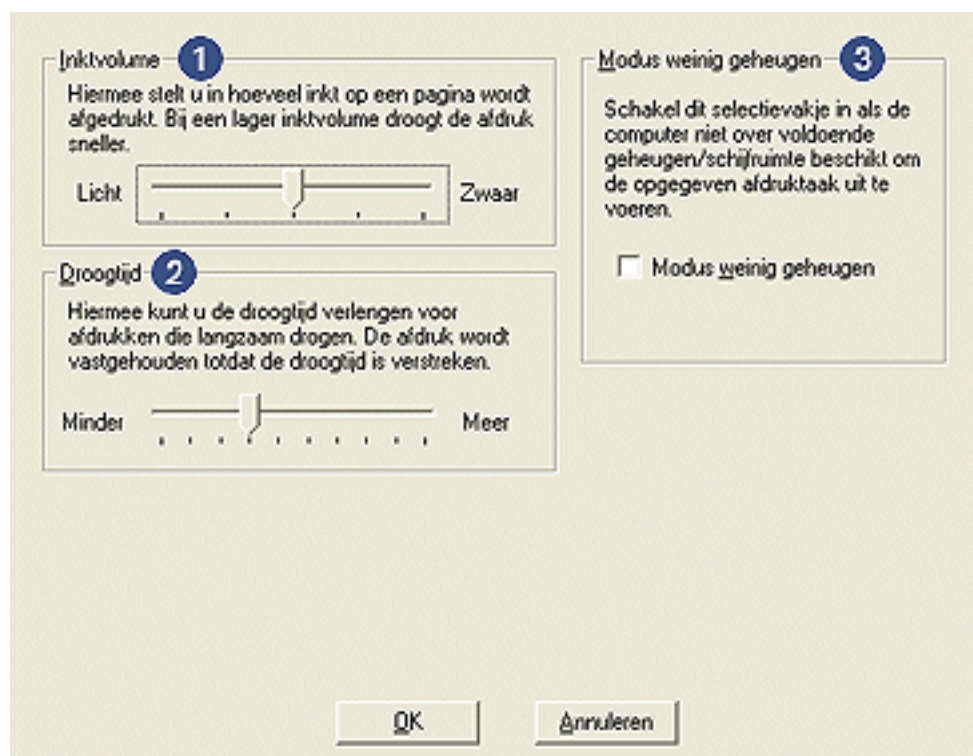 Inktvolume 1
Hiermee stelt u in hoeveel inkt op een pagina wordt
afgedrukt. Bij een lager inktvolume droogt de afdruk
sneller.
Licht Zwaar
Droogtijd 2
Hiermee kunt u de droogtijd verlengen voor
afdrukken die langzaam drogen. De afdruk wordt
vastgehouden totdat de droogtijd is verstreken.
Minder Meer
Modus weinig geheugen 3
Schakel dit selectievakje in als de
computer niet over voldoende
geheugen/schijfruimte beschikt om
de opgegeven afdruktaak uit te
voeren.
Modus weinig geheugen
OK Annuleren